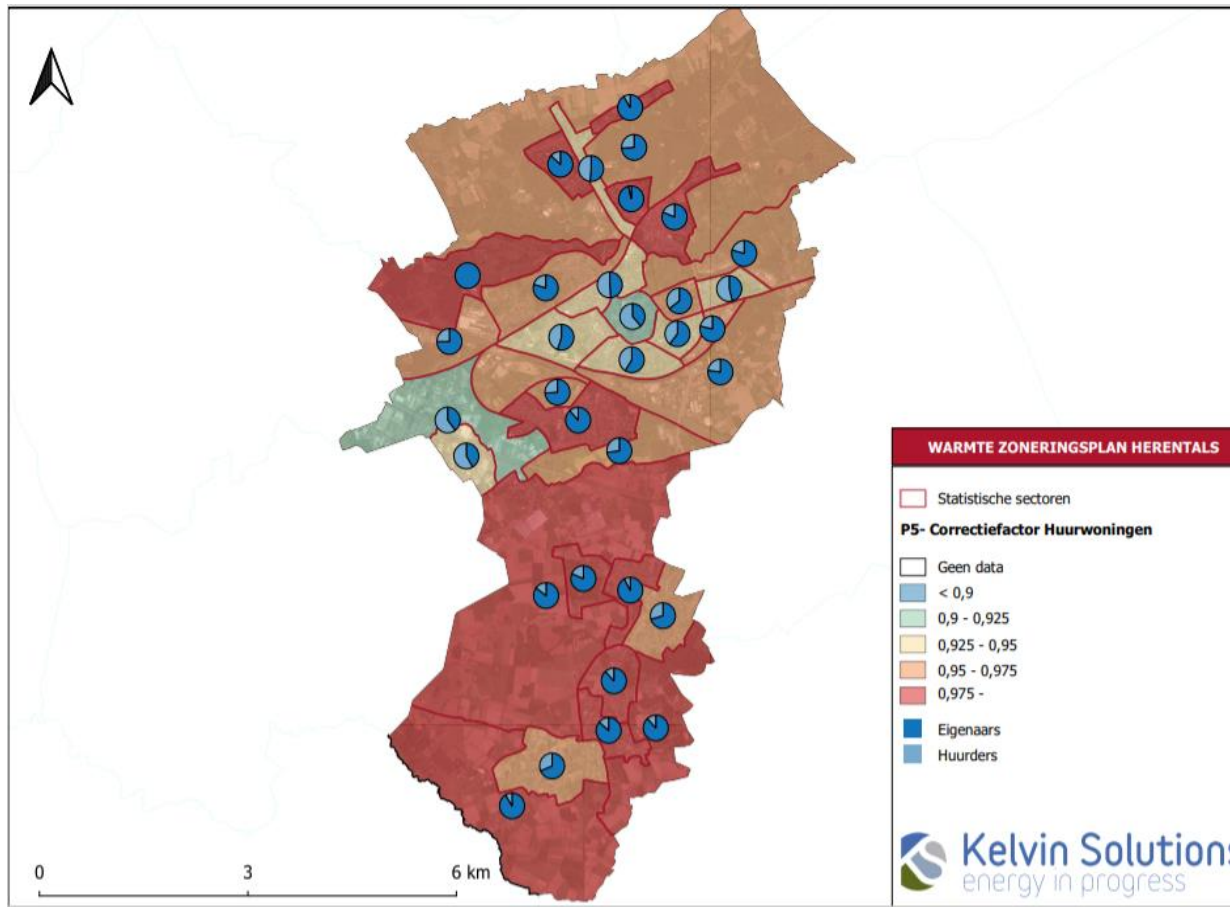 WARMTE ZONERINGSPLAN HERENTALS
Statistische sectoren
P5- Correctiefactor Huurwoningen
Geen data
< 0,9
0,9 - 0,925
0,925 - 0,95
0,95 - 0,975
0,975 -
Eigenaars
Huurders
0 3 6 km
Kelvin Solutions
energy in progress